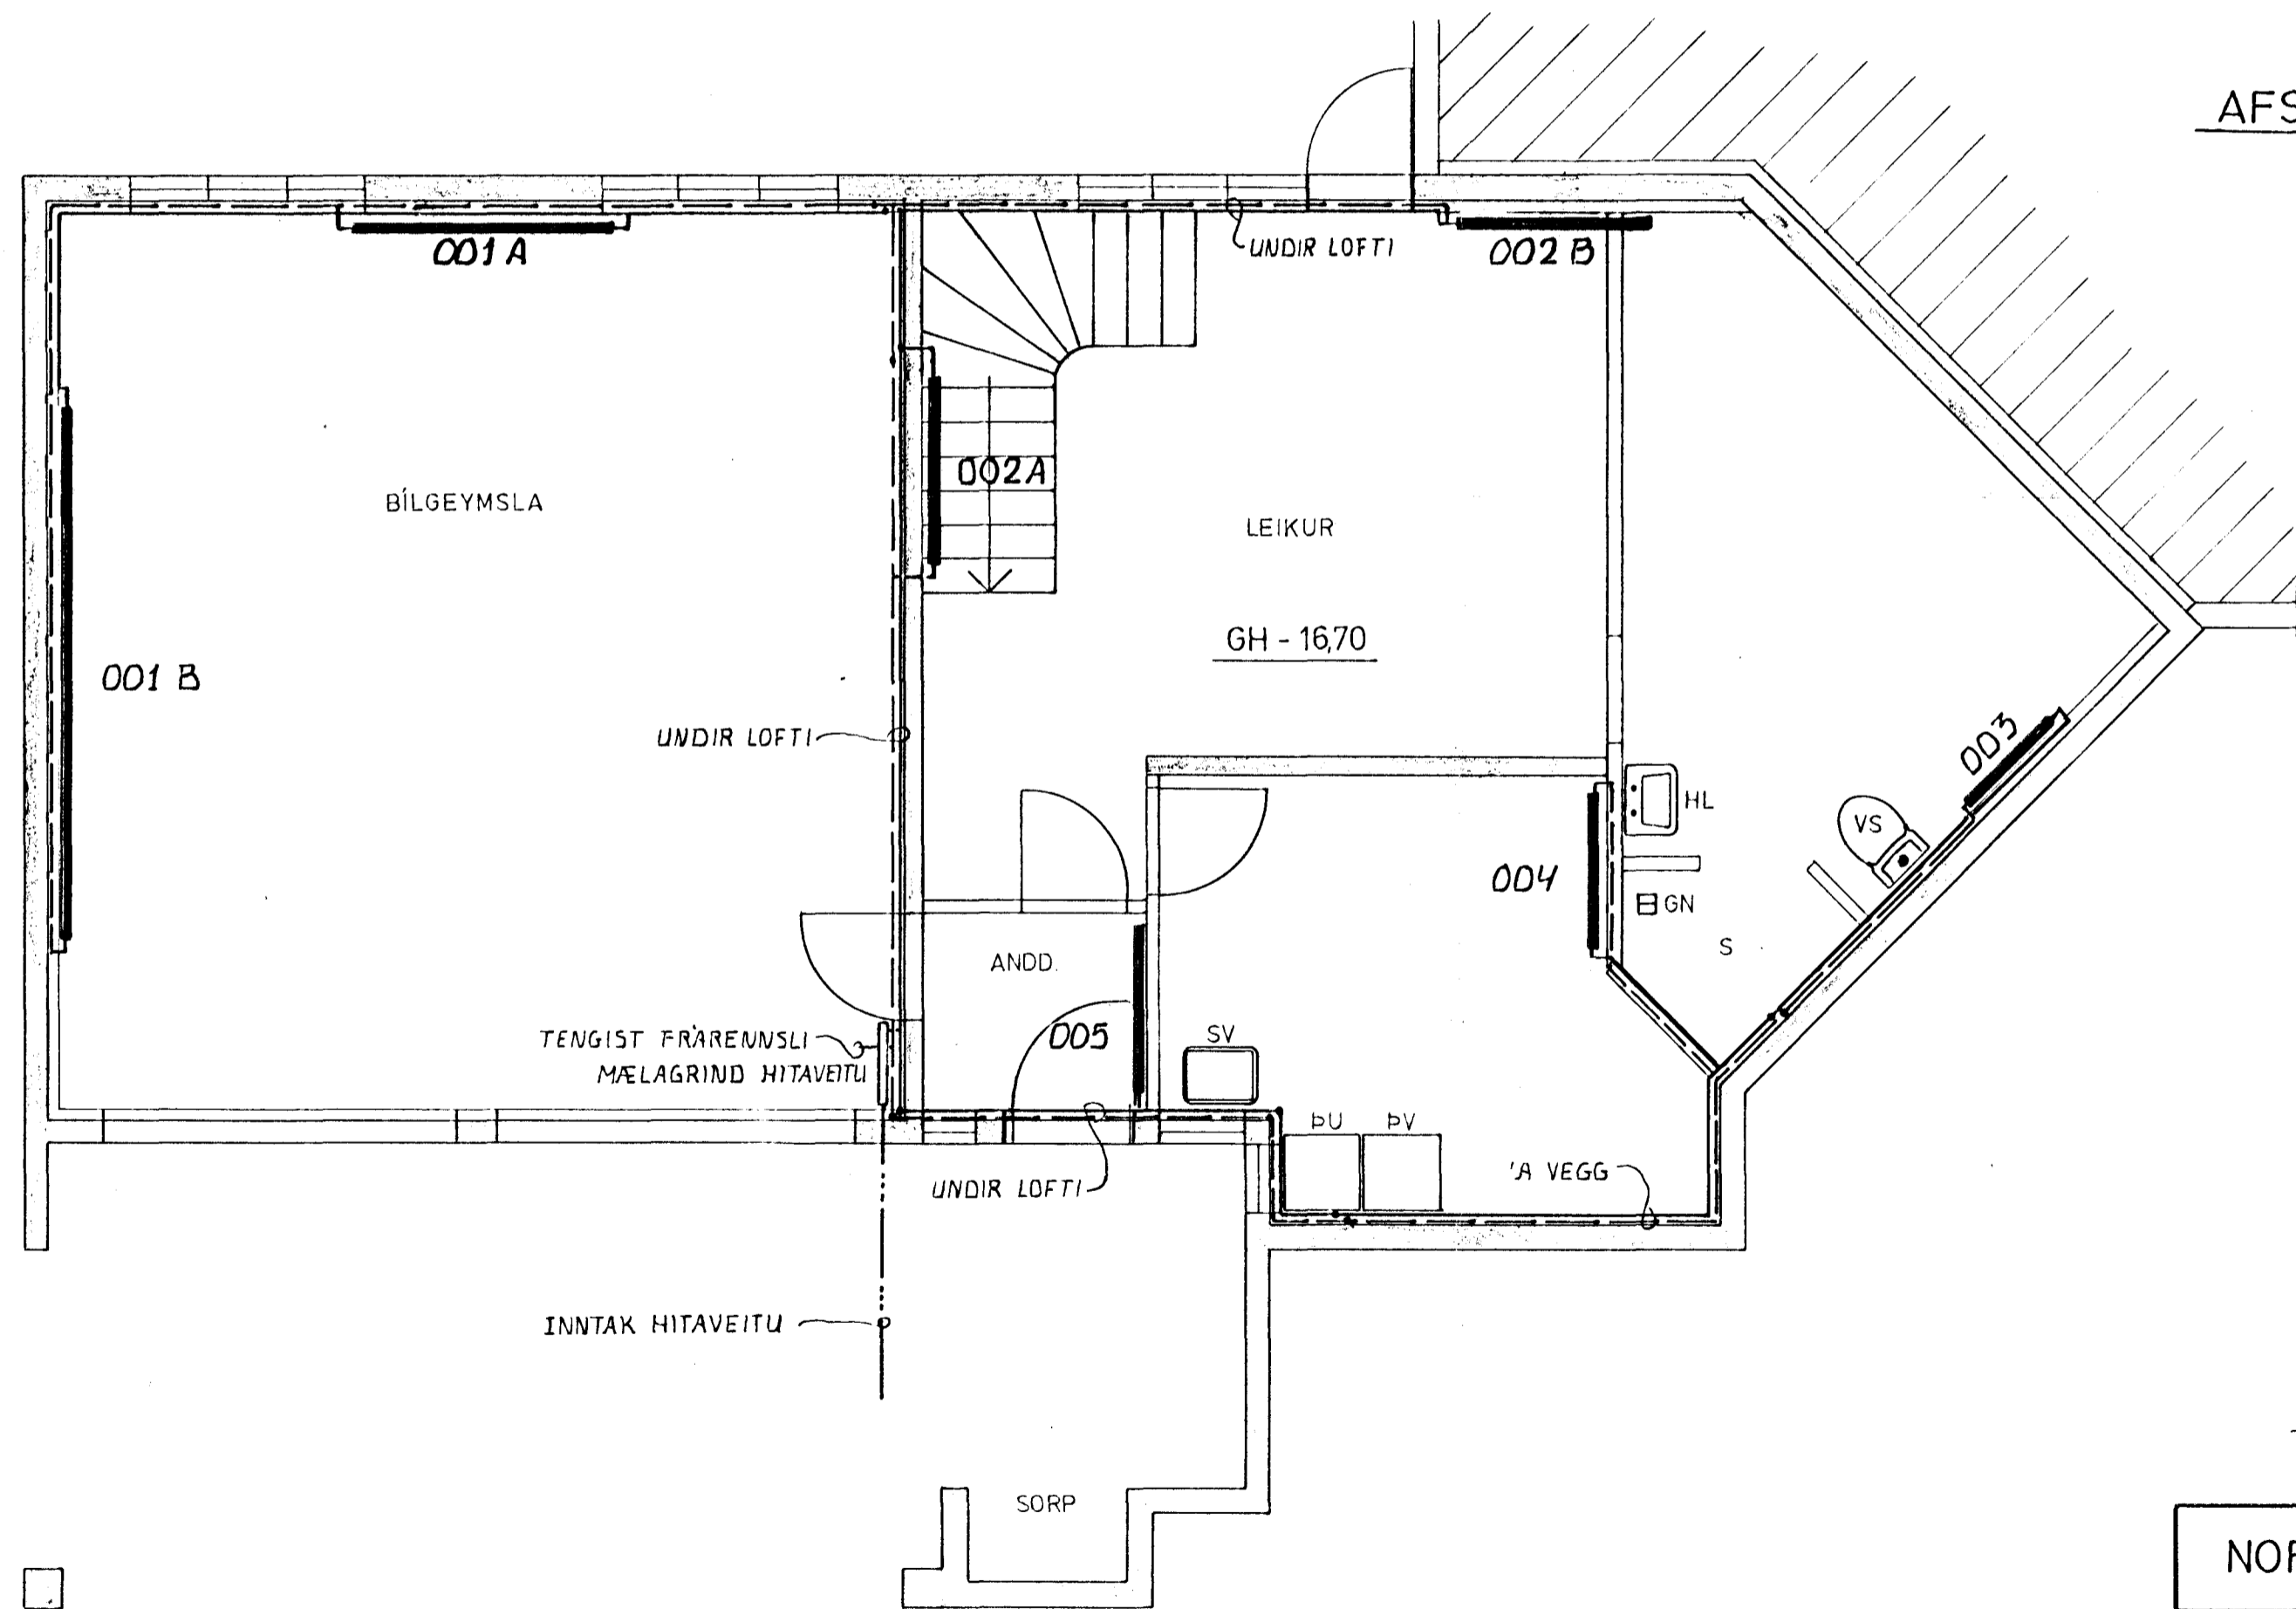 AFS
001 A
UNDIR LOFTI
002 B
BÍLGEYMSLA
002A
LEIKUR
GH - 16,70
001 B
UNDIR LOFTI
003
HL
VS
004
GN
S
ANDD.
005
SV
TENGIST FRÁRENNSLI
MÆLAGRIND HITAVEITU
ÞU
ÞV
UNDIR LOFTI
'A VEGG
INNTAK HITAVEITU
SORP